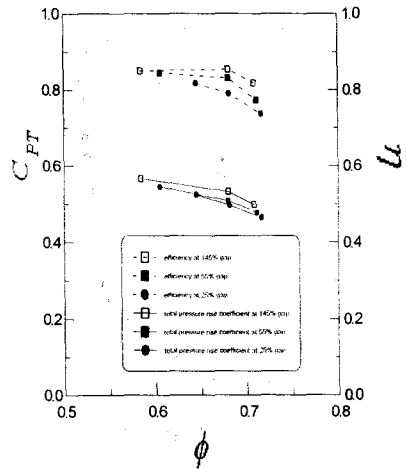 1.0
0.8
0.6
0.4
0.2
0.0
C PT
1.0
0.8
0.6
0.4
0.2
0.0
η
efficiency at 145% gap
efficiency at 55% gap
efficiency at 25% gap
total pressure rise coefficient at 145% gap
total pressure rise coefficient at 55% gap
total pressure rise coefficient at 25% gap
0.5
0.6
0.7
0.8
ϕ